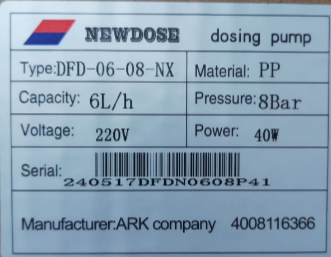 NEWDOSE dosing pump
Type:DFD-06-08-NX Material: PP
Capacity: 6L/h Pressure:8Bar
Voltage: 220V Power: 40W
Serial:
240517DFDN0608P41
Manufacturer:ARK company 4008116366